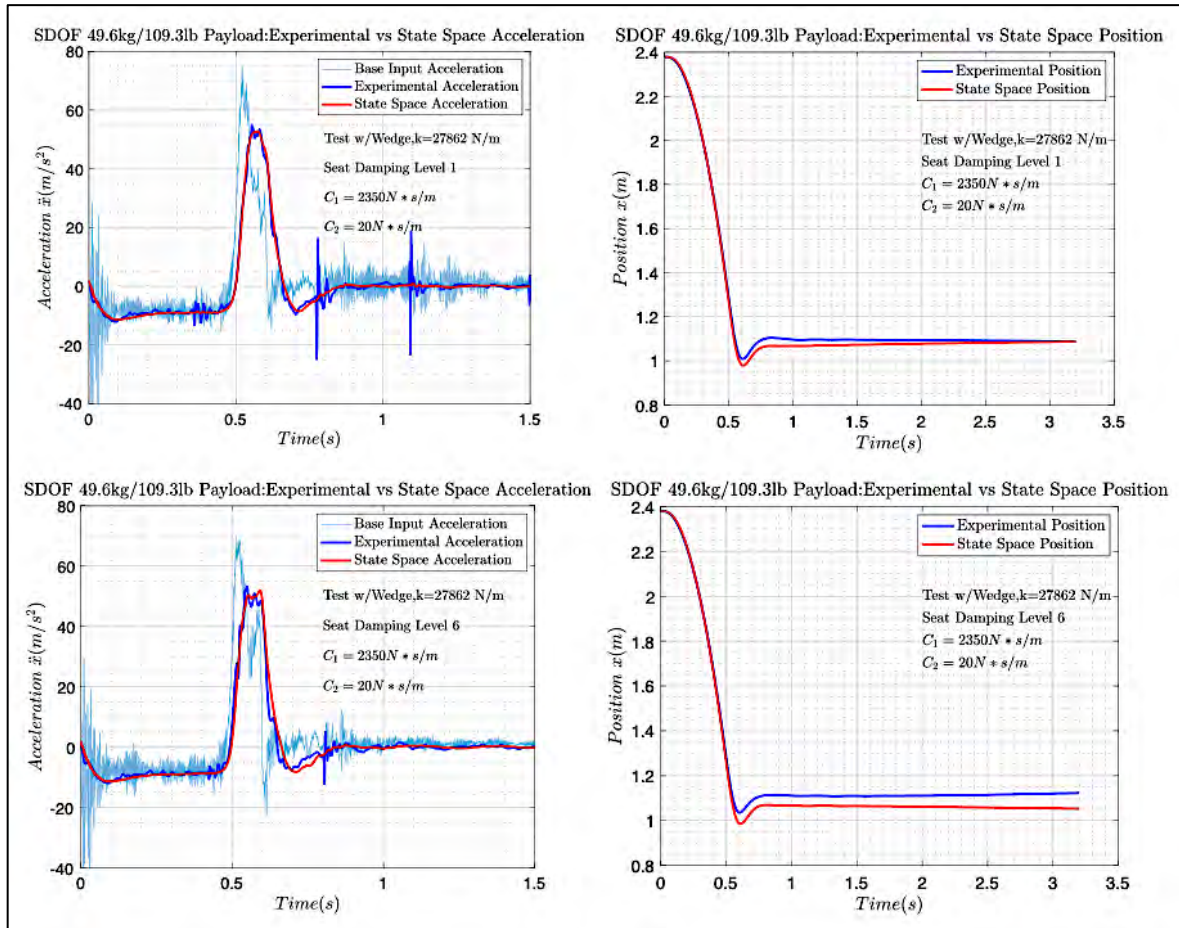 SDOF 49.6kg/109.3lb Payload:Experimental vs State Space Acceleration
80
60
40
20
0
-20
-40
Acceleration ẍ(m/s²)
Base Input Acceleration
Experimental Acceleration
State Space Acceleration
Test w/Wedge,k=27862 N/m
Seat Damping Level 1
C₁ = 2350N * s/m
C₂ = 20N * s/m
0 0.5 1 1.5
Time(s)
SDOF 49.6kg/109.3lb Payload:Experimental vs State Space Position
2.4
2.2
2
1.8
1.6
1.4
1.2
1
0.8
Position x(m)
Experimental Position
State Space Position
Test w/Wedge,k=27862 N/m
Seat Damping Level 1
C₁ = 2350N * s/m
C₂ = 20N * s/m
0 0.5 1 1.5 2 2.5 3 3.5
Time(s)
SDOF 49.6kg/109.3lb Payload:Experimental vs State Space Acceleration
80
60
40
20
0
-20
-40
Acceleration ẍ(m/s²)
Base Input Acceleration
Experimental Acceleration
State Space Acceleration
Test w/Wedge,k=27862 N/m
Seat Damping Level 6
C₁ = 2350N * s/m
C₂ = 20N * s/m
0 0.5 1 1.5
Time(s)
SDOF 49.6kg/109.3lb Payload:Experimental vs State Space Position
2.4
2.2
2
1.8
1.6
1.4
1.2
1
0.8
Position x(m)
Experimental Position
State Space Position
Test w/Wedge,k=27862 N/m
Seat Damping Level 6
C₁ = 2350N * s/m
C₂ = 20N * s/m
0 0.5 1 1.5 2 2.5 3 3.5
Time(s)